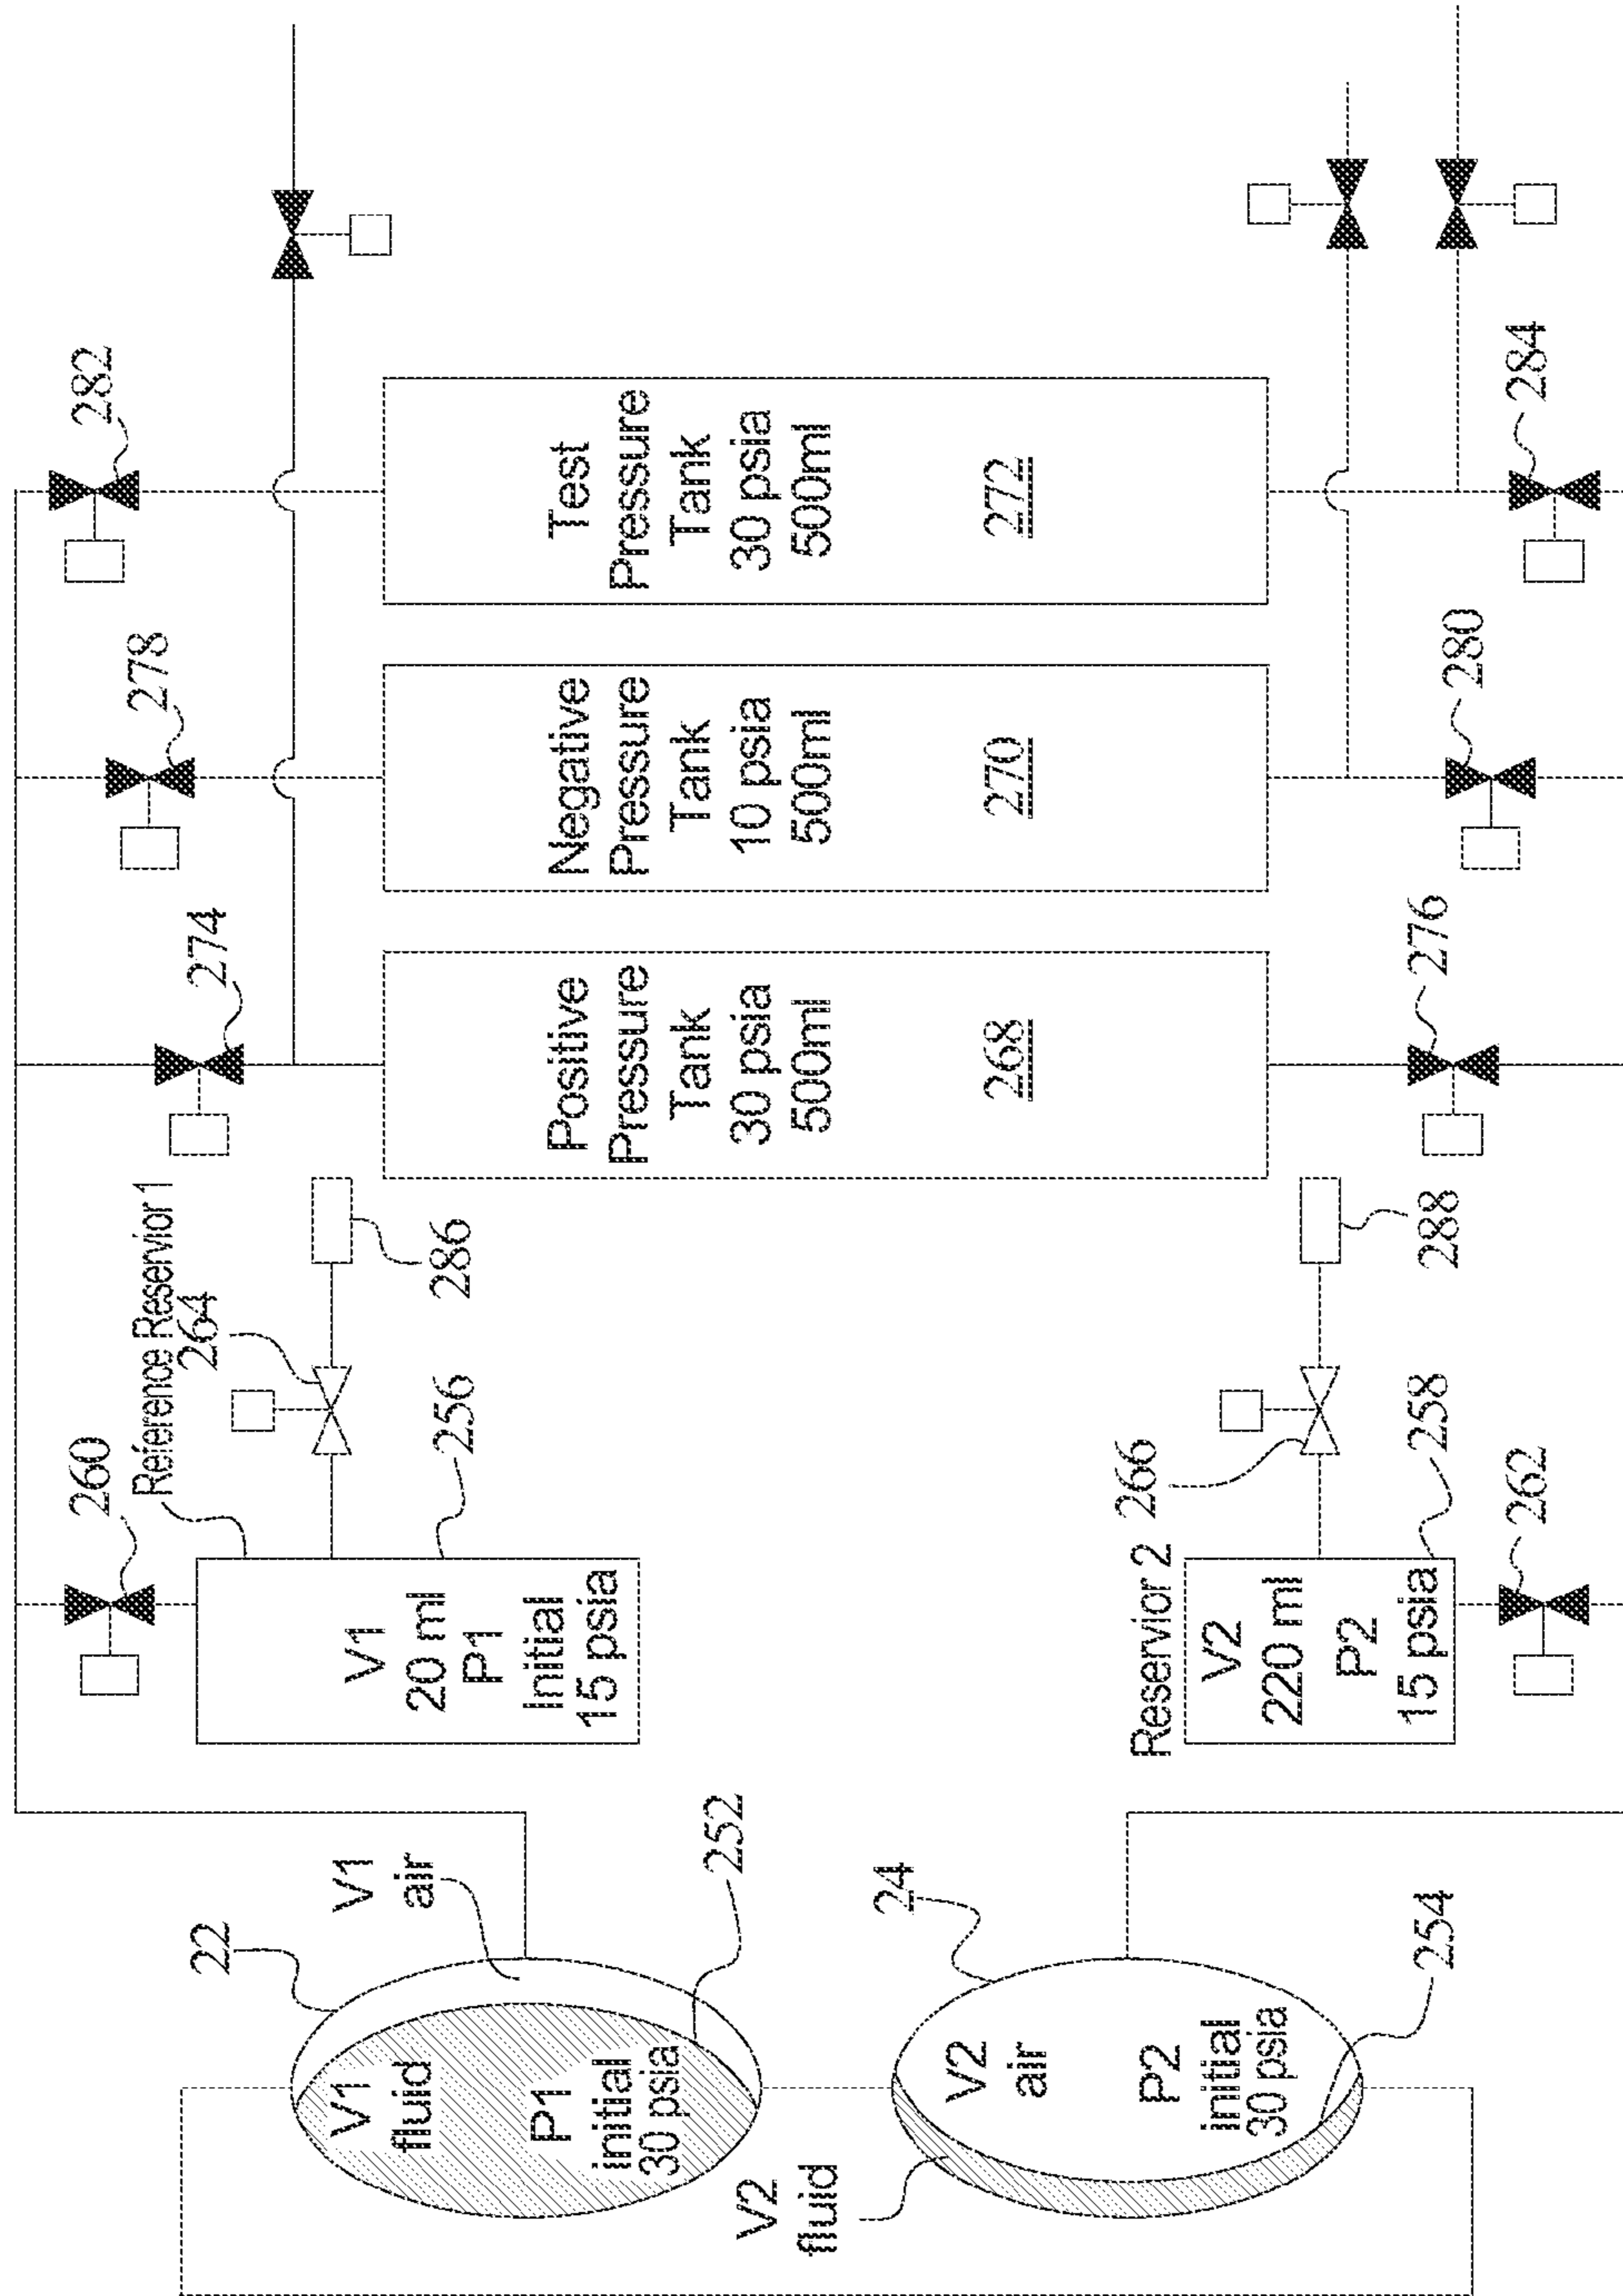 282
278
274
260
Reference Reservior 1
264
286
256
V1
20 ml
P1
Initial
15 psia
22
V1
air
252
V1
fluid
P1
initial
30 psia
Test
Pressure
Tank
30 psia
500ml
272
Negative
Pressure
Tank
10 psia
500ml
270
Positive
Pressure
Tank
30 psia
500ml
268
284
280
276
288
266
258
262
Reservior 2
V2
220 ml
P2
15 psia
24
254
V2
air
P2
initial
30 psia
V2
fluid